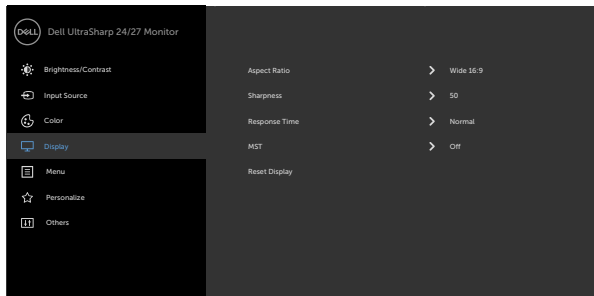 DELL Dell UltraSharp 24/27 Monitor
Brightness/Contrast
Aspect Ratio Wide 16:9
Input Source
Sharpness 50
Color
Response Time Normal
Display
MST Off
Menu
Reset Display
Personalize
Others